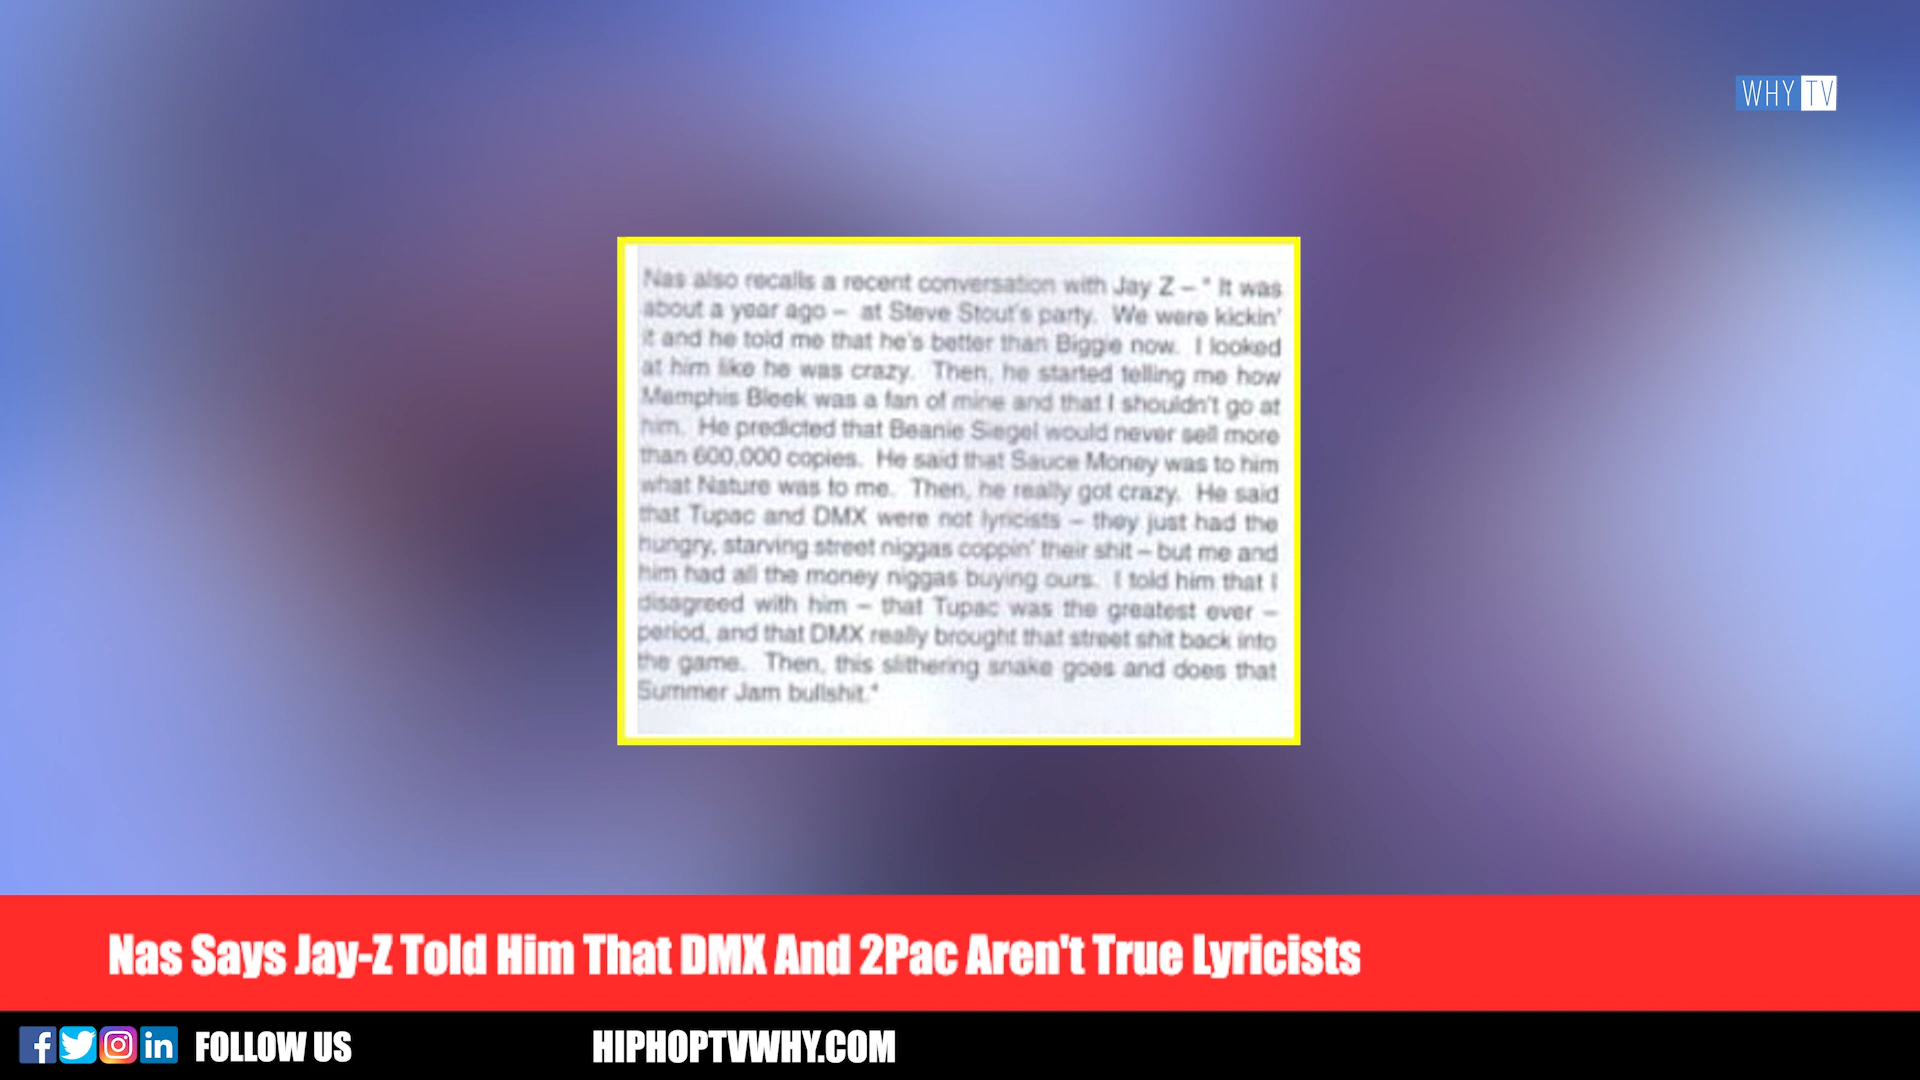 WHY TV
Nas also recalls a recent conversation with Jay Z – " It was
about a year ago – at Steve Stout's party. We were kickin'
it and he told me that he's better than Biggie now. I looked
at him like he was crazy. Then, he started telling me how
Memphis Bleek was a fan of mine and that I shouldn't go at
him. He predicted that Beanie Siegel would never sell more
than 600,000 copies. He said that Sauce Money was to him
what Nature was to me. Then, he really got crazy. He said
that Tupac and DMX were not lyricists – they just had the
hungry, starving street niggas coppin' their shit – but me and
him had all the money niggas buying ours. I told him that I
disagreed with him – that Tupac was the greatest ever –
period, and that DMX really brought that street shit back into
the game. Then, this slithering snake goes and does that
Summer Jam bullshit."
Nas Says Jay-Z Told Him That DMX And 2Pac Aren't True Lyricists
FOLLOW US
HIPHOPTVWHY.COM